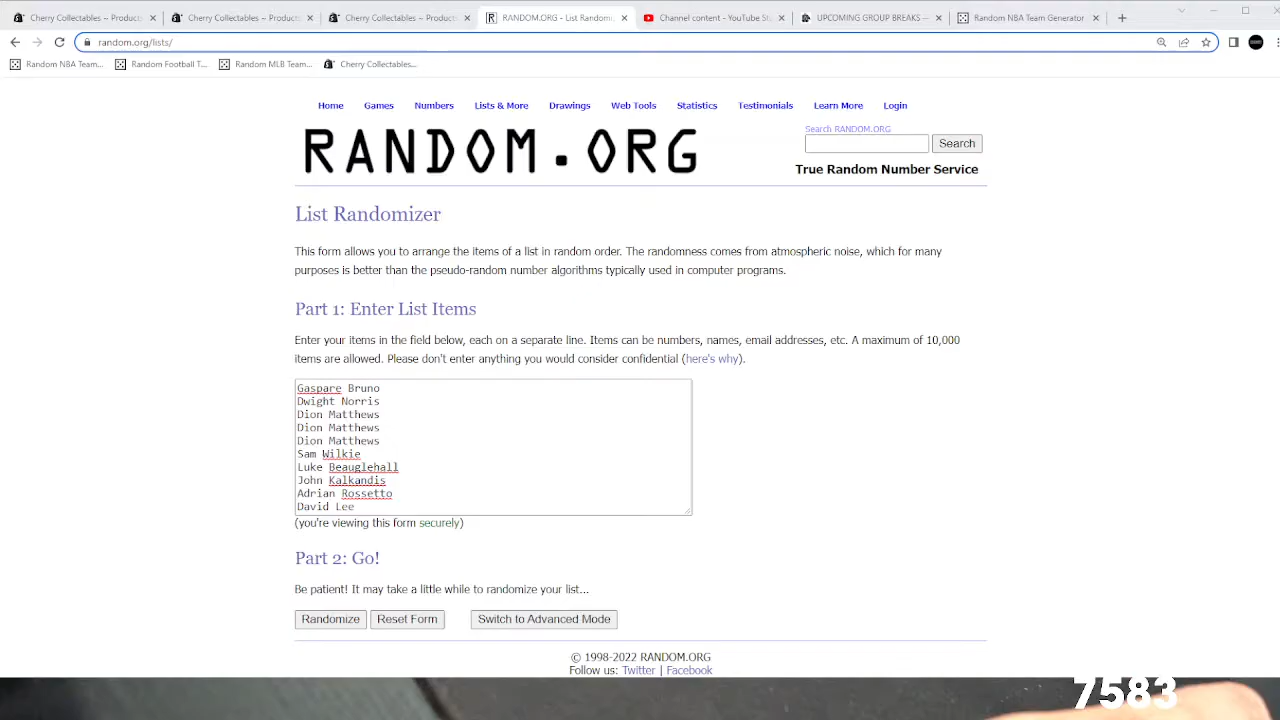 Cherry Collectables - Product
Cherry Collectables - Product
Cherry Collectables - Product
RANDOM.ORG - List Randomi
Channel content - YouTube St
UPCOMING GROUP BREAKS –
Random NBA Team Generator
random.org/lists/
Random NBA Team...
Random Football T...
Random MLB Team...
Cherry Collectables...
Home
Games
Numbers
Lists & More
Drawings
Web Tools
Statistics
Testimonials
Learn More
Login
RANDOM.ORG
Search RANDOM.ORG
Search
True Random Number Service
List Randomizer
This form allows you to arrange the items of a list in random order. The randomness comes from atmospheric noise, which for many
purposes is better than the pseudo-random number algorithms typically used in computer programs.
Part 1: Enter List Items
Enter your items in the field below, each on a separate line. Items can be numbers, names, email addresses, etc. A maximum of 10,000
items are allowed. Please don't enter anything you would consider confidential (here's why).
Gaspare Bruno
Dwight Norris
Dion Matthews
Dion Matthews
Dion Matthews
Sam Wilkie
Luke Beauglehall
John Kalkandis
Adrian Rossetto
David Lee
(you're viewing this form securely)
Part 2: Go!
Be patient! It may take a little while to randomize your list...
Randomize
Reset Form
Switch to Advanced Mode
© 1998-2022 RANDOM.ORG
Follow us: Twitter | Facebook
7583